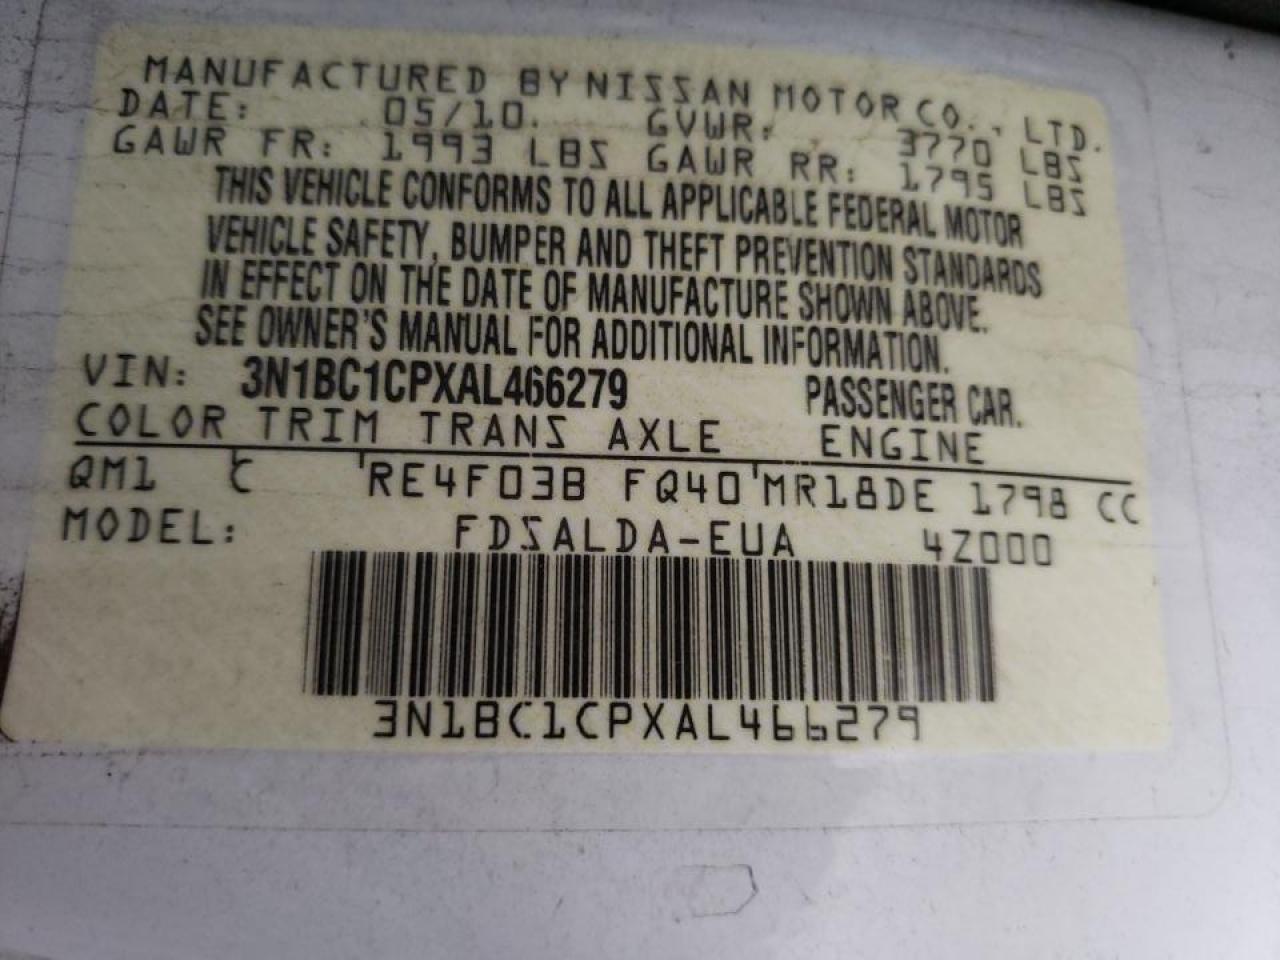 MANUFACTURED BY NISSAN MOTOR CO., LTD.
DATE: 05/10. GVWR: 3770 LBS
GAWR FR: 1993 LBS GAWR RR: 1795 LBS
THIS VEHICLE CONFORMS TO ALL APPLICABLE FEDERAL MOTOR
VEHICLE SAFETY, BUMPER AND THEFT PREVENTION STANDARDS
IN EFFECT ON THE DATE OF MANUFACTURE SHOWN ABOVE.
SEE OWNER'S MANUAL FOR ADDITIONAL INFORMATION.
VIN: 3N1BC1CPXAL466279 PASSENGER CAR.
COLOR TRIM TRANS AXLE ENGINE
QM1 C RE4F03B FQ40 MR18DE 1798 CC
MODEL: FDSALDA-EUA 4Z000
3N1BC1CPXAL466279